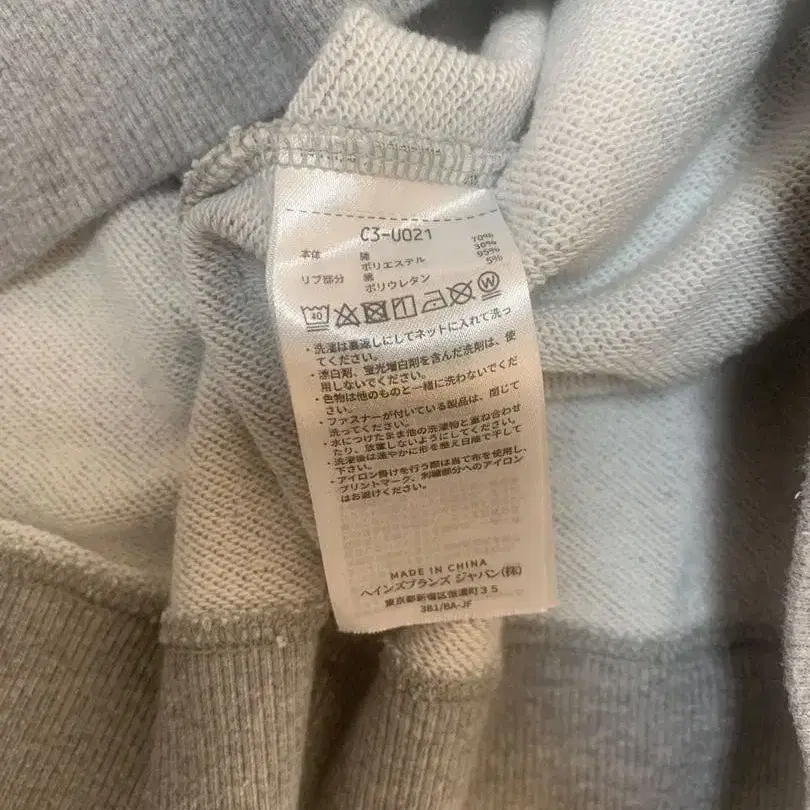 C3-U021
本体 綿 70%
ポリエステル 30%
リブ部分 綿 95%
ポリウレタン 5%
40 W
・洗濯は裏返しにしてネットに入れて洗っ
てください。
・漂白剤、蛍光増白剤を含んだ洗剤は、使
用しないでください。
・色物は他のものと一緒に洗わないでくだ
さい。
・ファスナーが付いている製品は、閉じて
洗ってください。
・水につけたまま他の洗濯物と重ね合わせ
たり、放置しないようにしてください。
・洗濯後は速やかに形を整え日陰で干して
下さい。
・アイロン掛けを行う際は当て布を使用し、
プリントマーク、刺繍部分へのアイロン
はお避けください。
MADE IN CHINA
ヘインズブランズ ジャパン(株)
東京都新宿区信濃町35
3B1/BA-JF